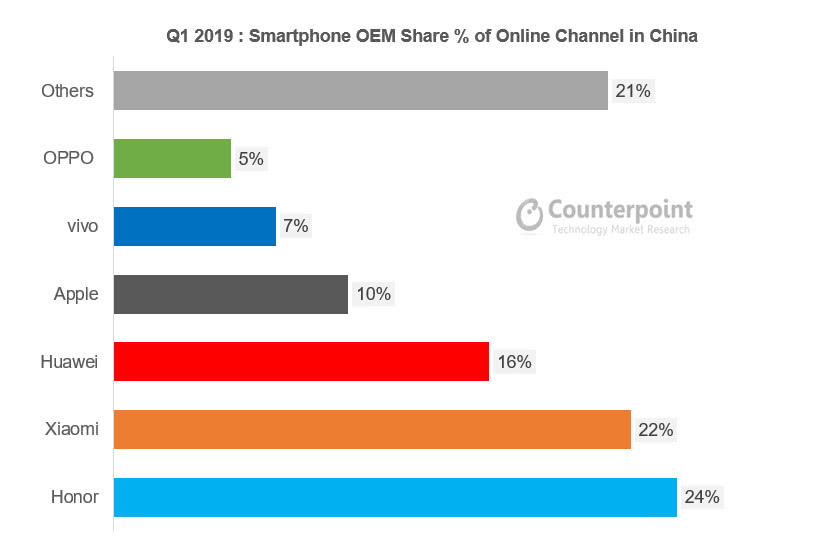 Q1 2019 : Smartphone OEM Share % of Online Channel in China
Others 21%
OPPO 5%
vivo 7%
Counterpoint
Technology Market Research
Apple 10%
Huawei 16%
Xiaomi 22%
Honor 24%